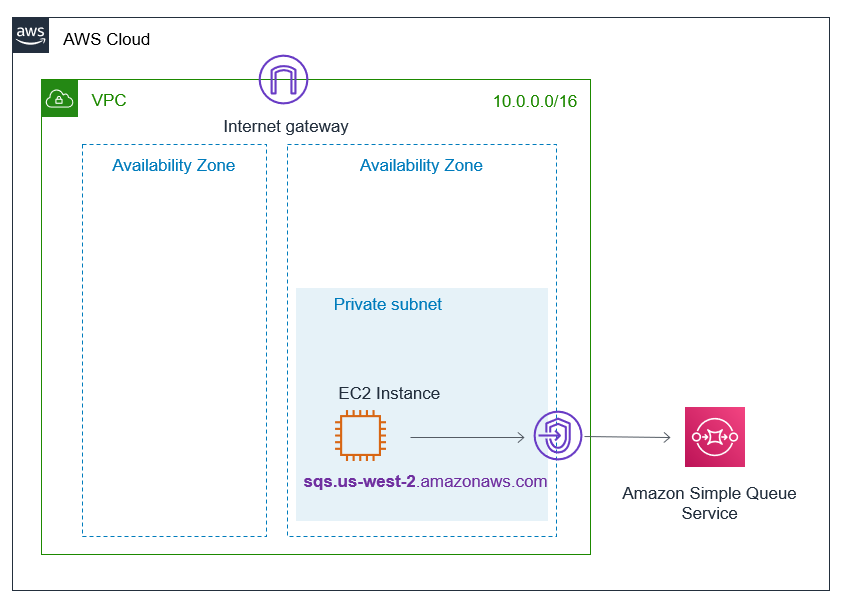 aws
AWS Cloud
VPC
10.0.0.0/16
Internet gateway
Availability Zone
Availability Zone
Private subnet
EC2 Instance
sqs.us-west-2.amazonaws.com
Amazon Simple Queue
Service